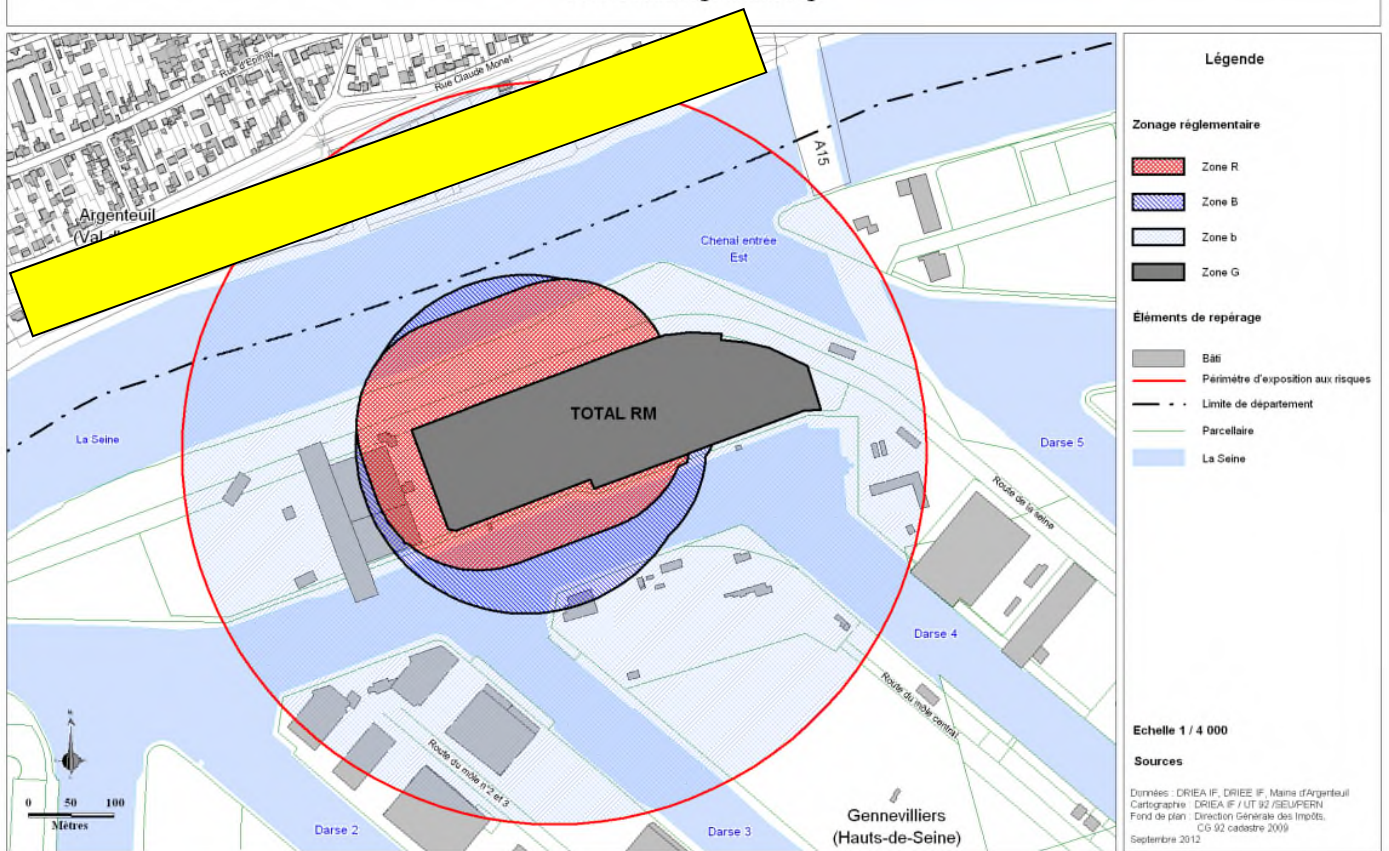 Rue d'Epinay
Rue Claude Monet
A15
Argenteuil
Chenal entrée
Est
La Seine
TOTAL RM
Darse 5
Route de la seine
Darse 4
Route du môle central
Route du môle n°2 et 3
Darse 2
Darse 3
Gennevilliers
(Hauts-de-Seine)
N
0 50 100
Mètres
Légende
Zonage réglementaire
Zone R
Zone B
Zone b
Zone G
Éléments de repérage
Bâti
Périmètre d'exposition aux risques
Limite de département
Parcellaire
La Seine
Echelle 1 / 4 000
Sources
Données : DRIEA IF, DRIEE IF, Mairie d'Argenteuil
Cartographie : DRIEA IF / UT 92 /SEU/PERN
Fond de plan : Direction Générale des Impôts,
CG 92 cadastre 2009
Septembre 2012